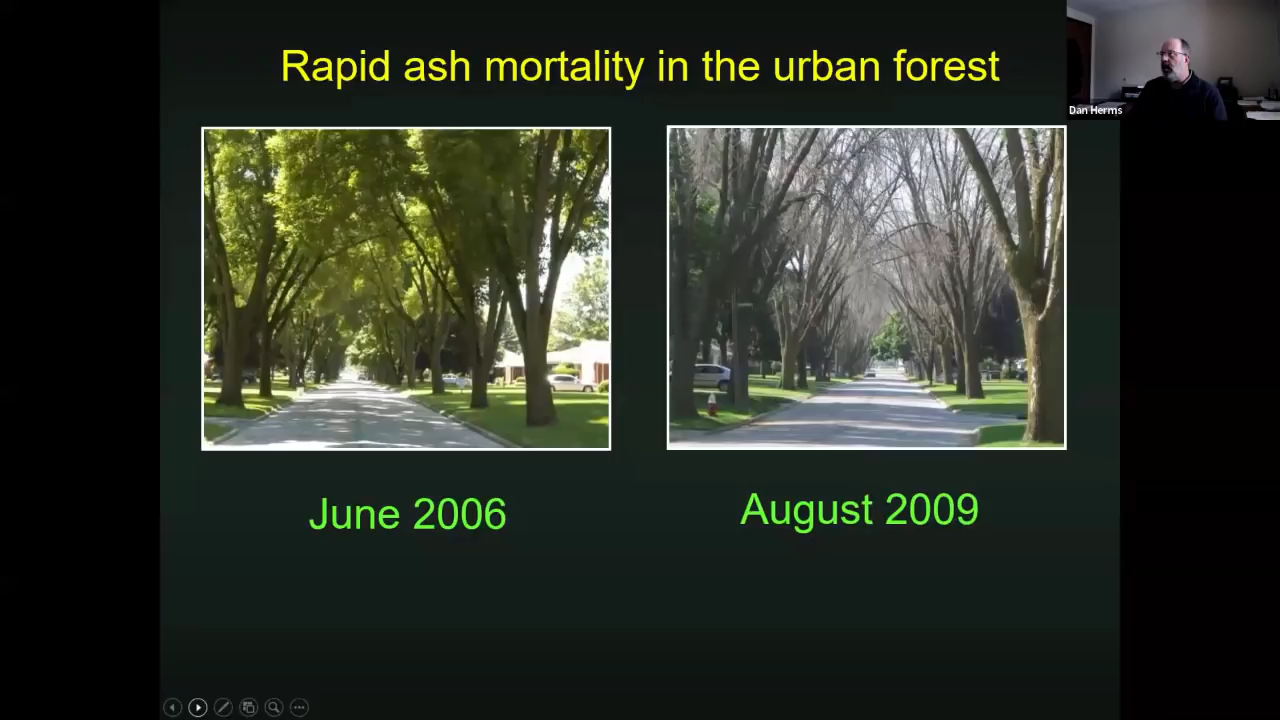 Rapid ash mortality in the urban forest
Dan Herms
June 2006
August 2009